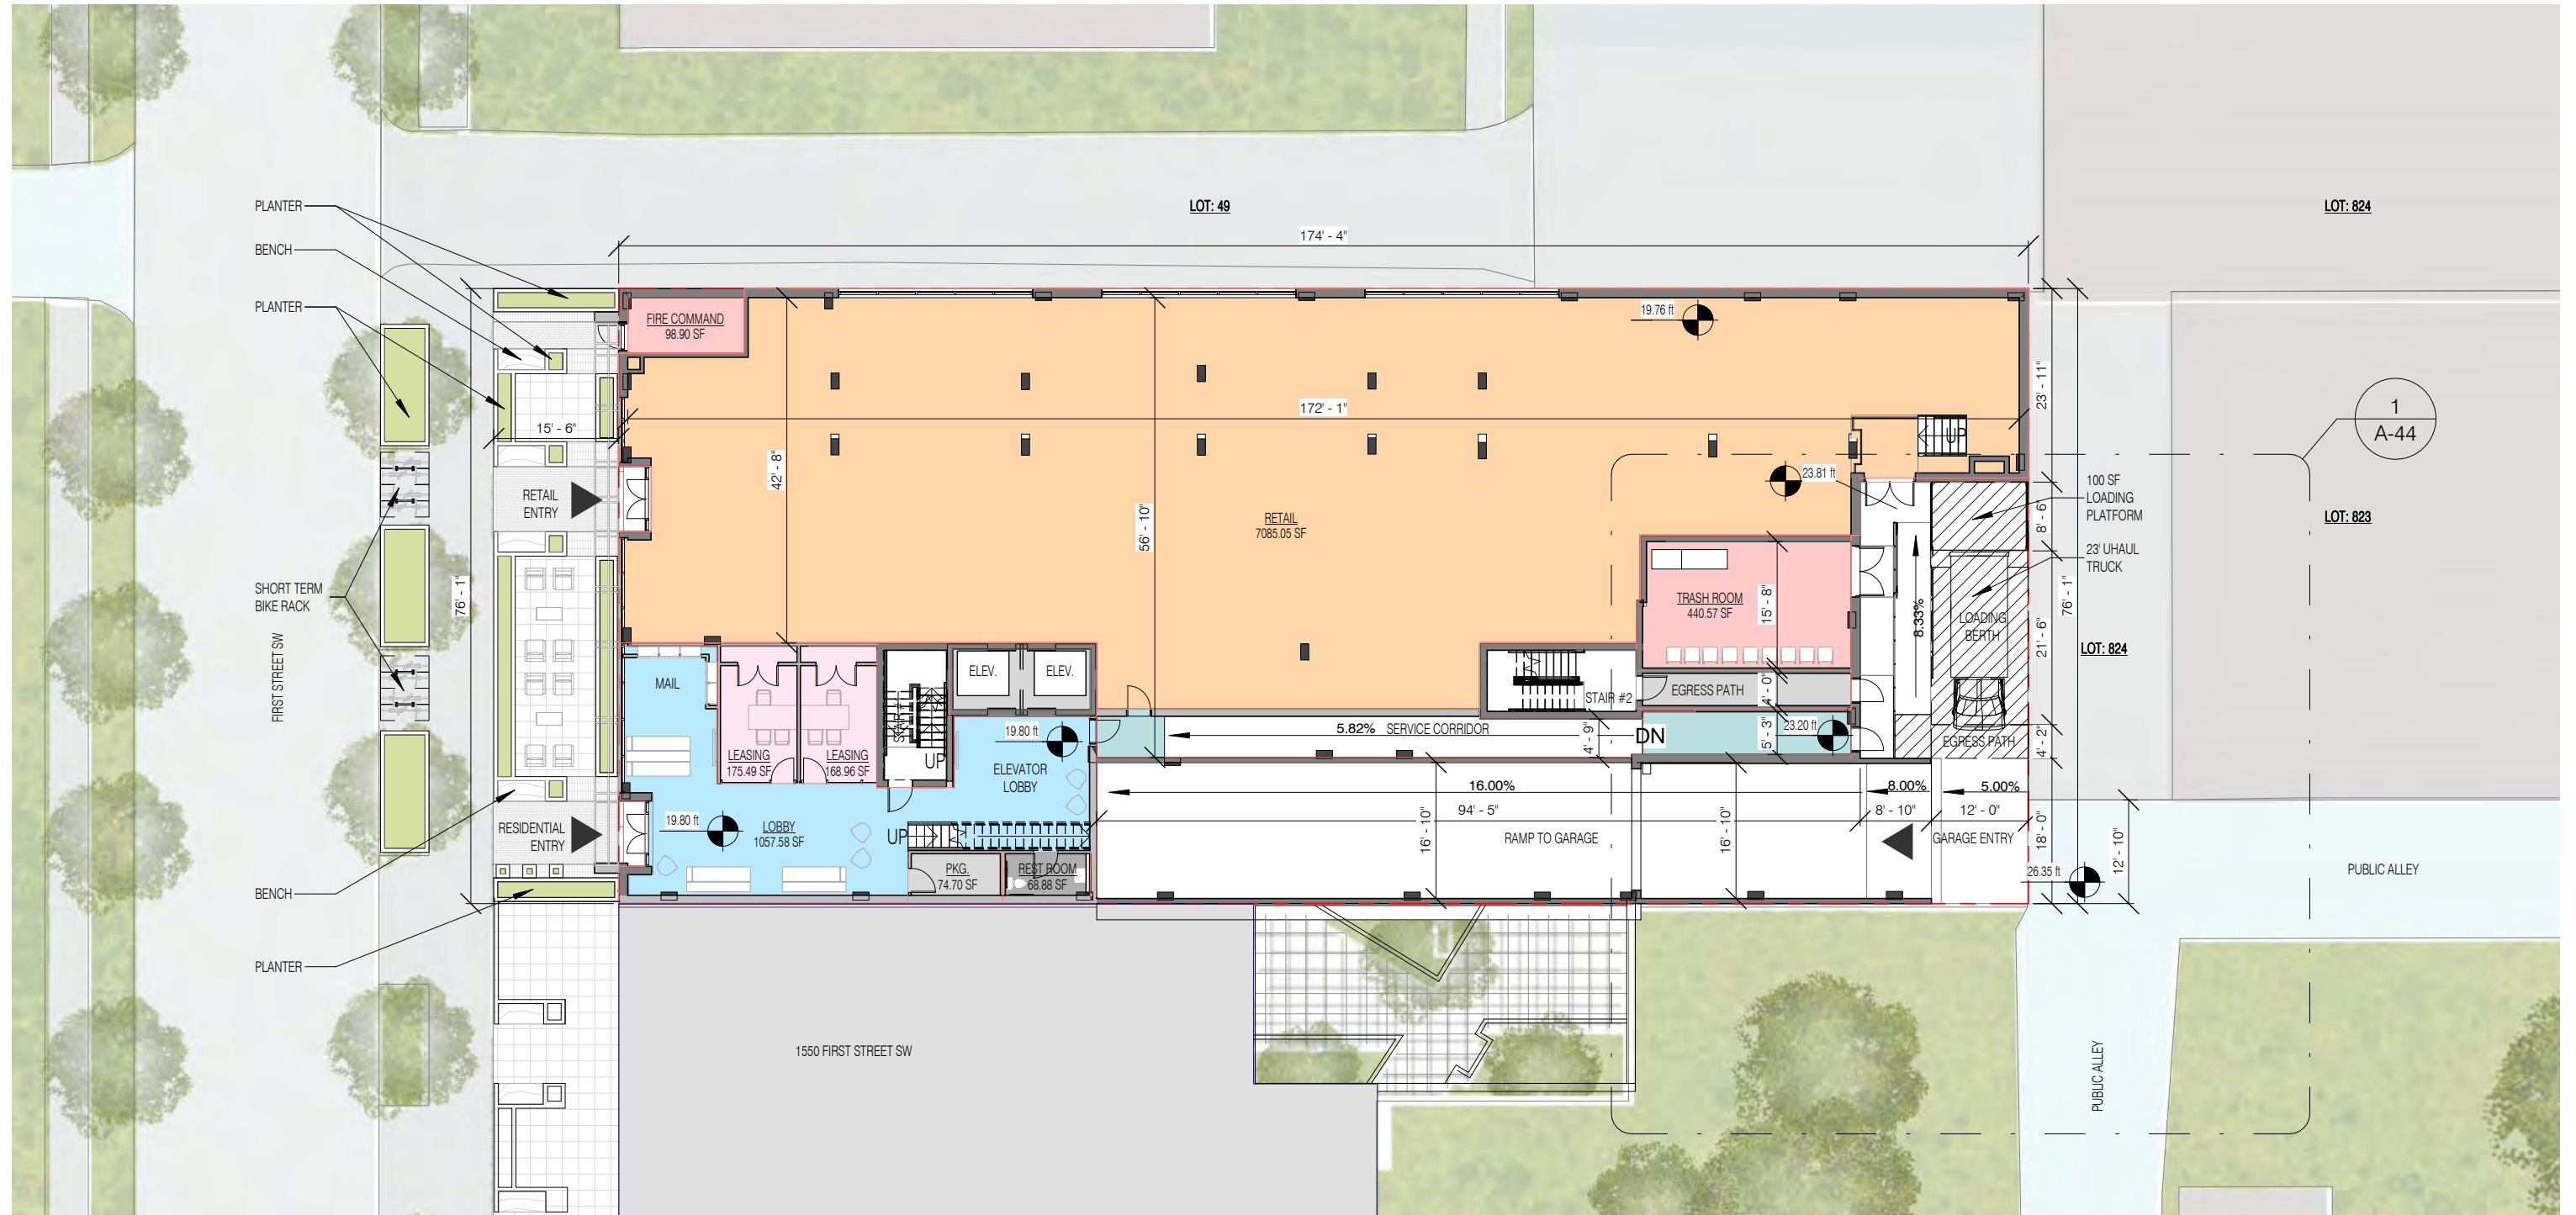 PLANTER
LOT: 49
LOT: 824
BENCH
174' - 4"
PLANTER
FIRE COMMAND
98.90 SF
19.76 ft
23' - 11"
1
A-44
172' - 1"
15' - 6"
UP
42' - 8"
23.81 ft
100 SF
LOADING
PLATFORM
RETAIL
ENTRY
56' - 10"
RETAIL
7085.05 SF
8' - 6"
LOT: 823
23' UHAUL
TRUCK
SHORT TERM
BIKE RACK
76' - 1"
TRASH ROOM
440.57 SF
15' - 8"
8.33%
LOADING
BERTH
21' - 6"
76' - 1"
LOT: 824
FIRST STREET SW
MAIL
ELEV.
ELEV.
STAIR #2
EGRESS PATH
4' - 0"
LEASING
175.49 SF
LEASING
168.96 SF
UP
19.80 ft
ELEVATOR
LOBBY
5.82%
SERVICE CORRIDOR
4' - 9"
DN
5' - 3"
23.20 ft
EGRESS PATH
4' - 2"
16.00%
8.00%
5.00%
94' - 5"
8' - 10"
12' - 0"
RESIDENTIAL
ENTRY
19.80 ft
LOBBY
1057.58 SF
UP
16' - 10"
RAMP TO GARAGE
16' - 10"
GARAGE ENTRY
18' - 0"
12' - 10"
PKG.
74.70 SF
REST ROOM
68.88 SF
26.35 ft
PUBLIC ALLEY
BENCH
PLANTER
1550 FIRST STREET SW
PUBLIC ALLEY